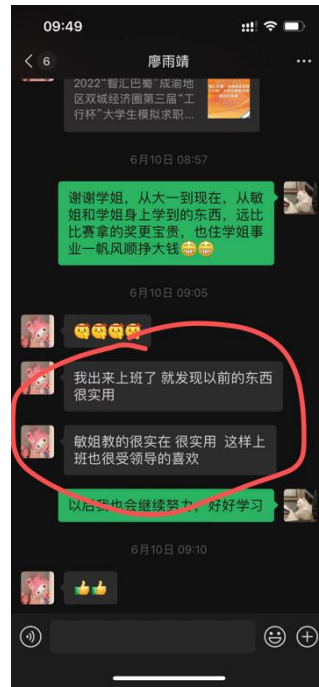 09:49
6
廖雨靖
2022“智汇巴蜀”成渝地
区双城经济圈第三届“工
行杯”大学生模拟求职...
6月10日 08:57
谢谢学姐，从大一到现在，从敏
姐和学姐身上学到的东西，远比
比赛拿的奖更宝贵，也住学姐事
业一帆风顺挣大钱
6月10日 09:05
我出来上班了 就发现以前的东西
很实用
敏姐教的很实在 很实用 这样上
班也很受领导的喜欢
以后我也会继续努力，好好学习
6月10日 09:10